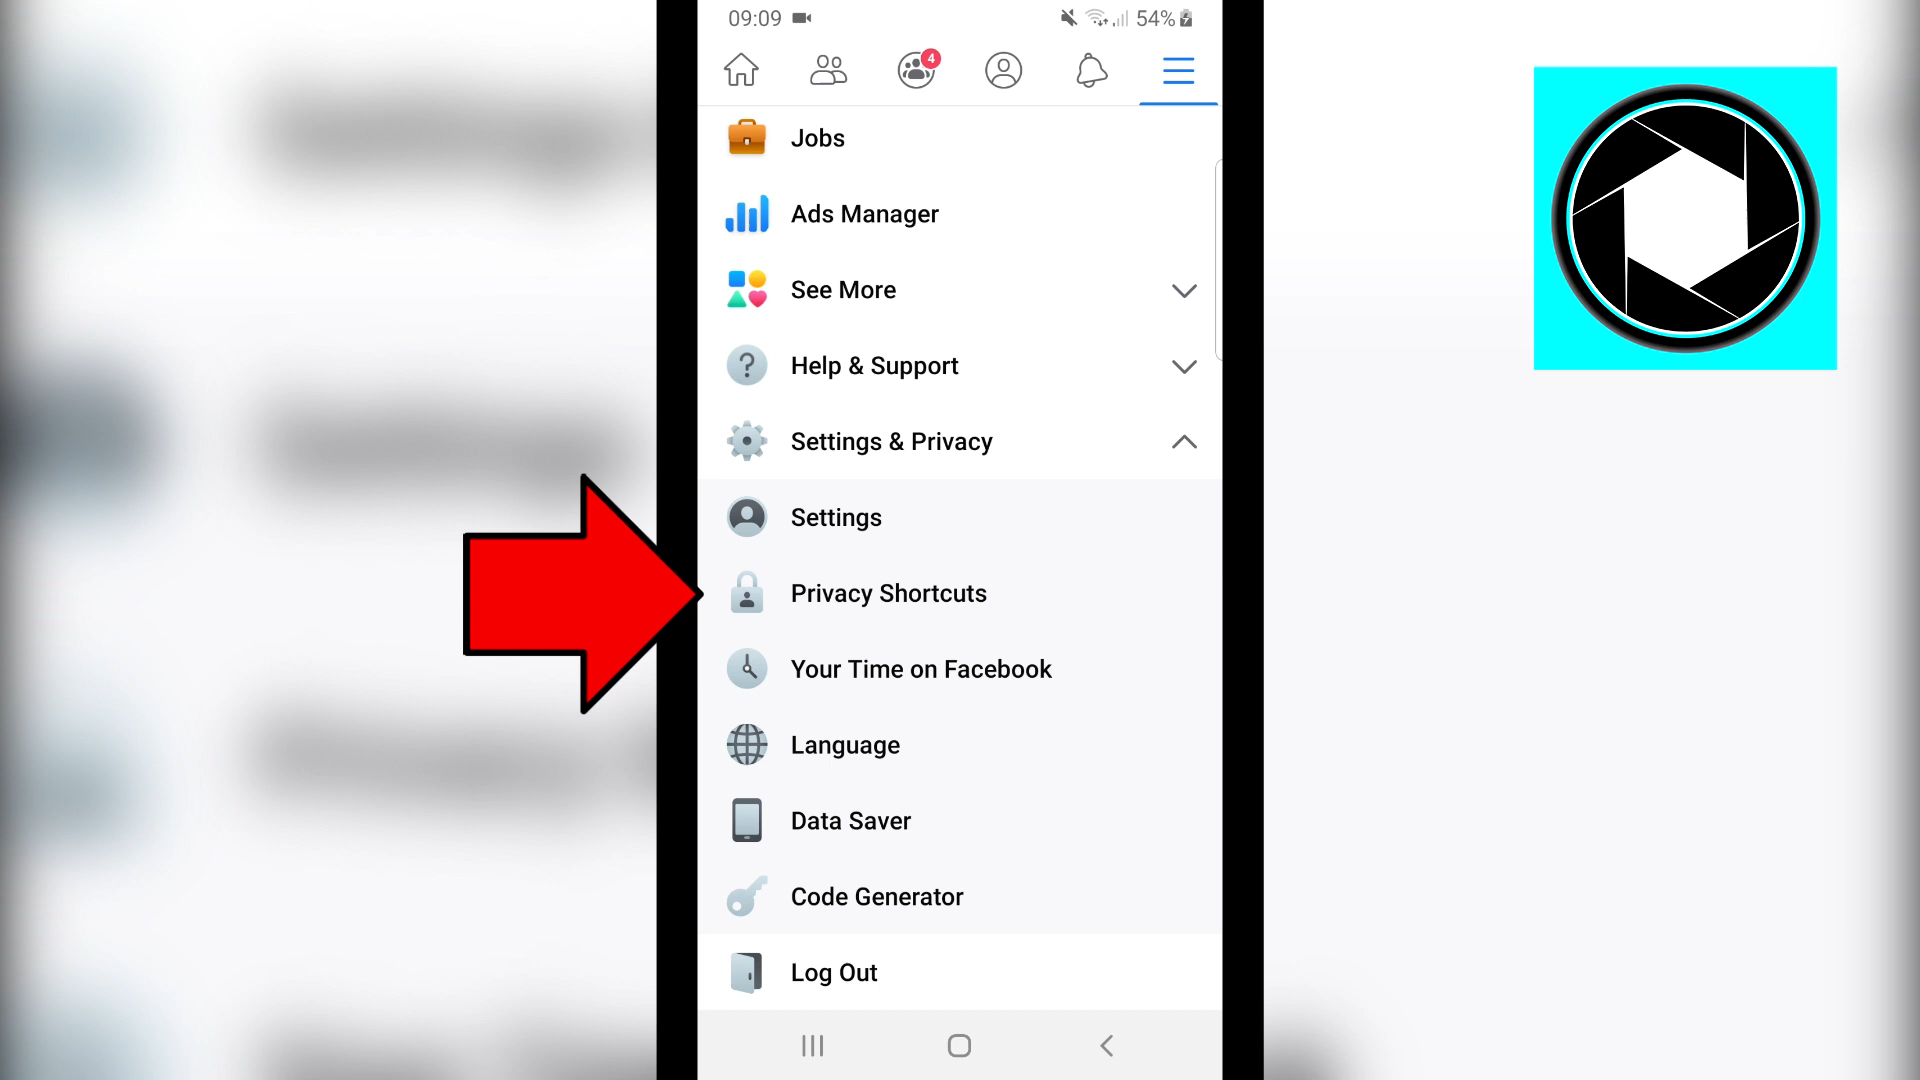 09:09
54%
4
Jobs
Ads Manager
See More
Help & Support
Settings & Privacy
Settings
Privacy Shortcuts
Your Time on Facebook
Language
Data Saver
Code Generator
Log Out